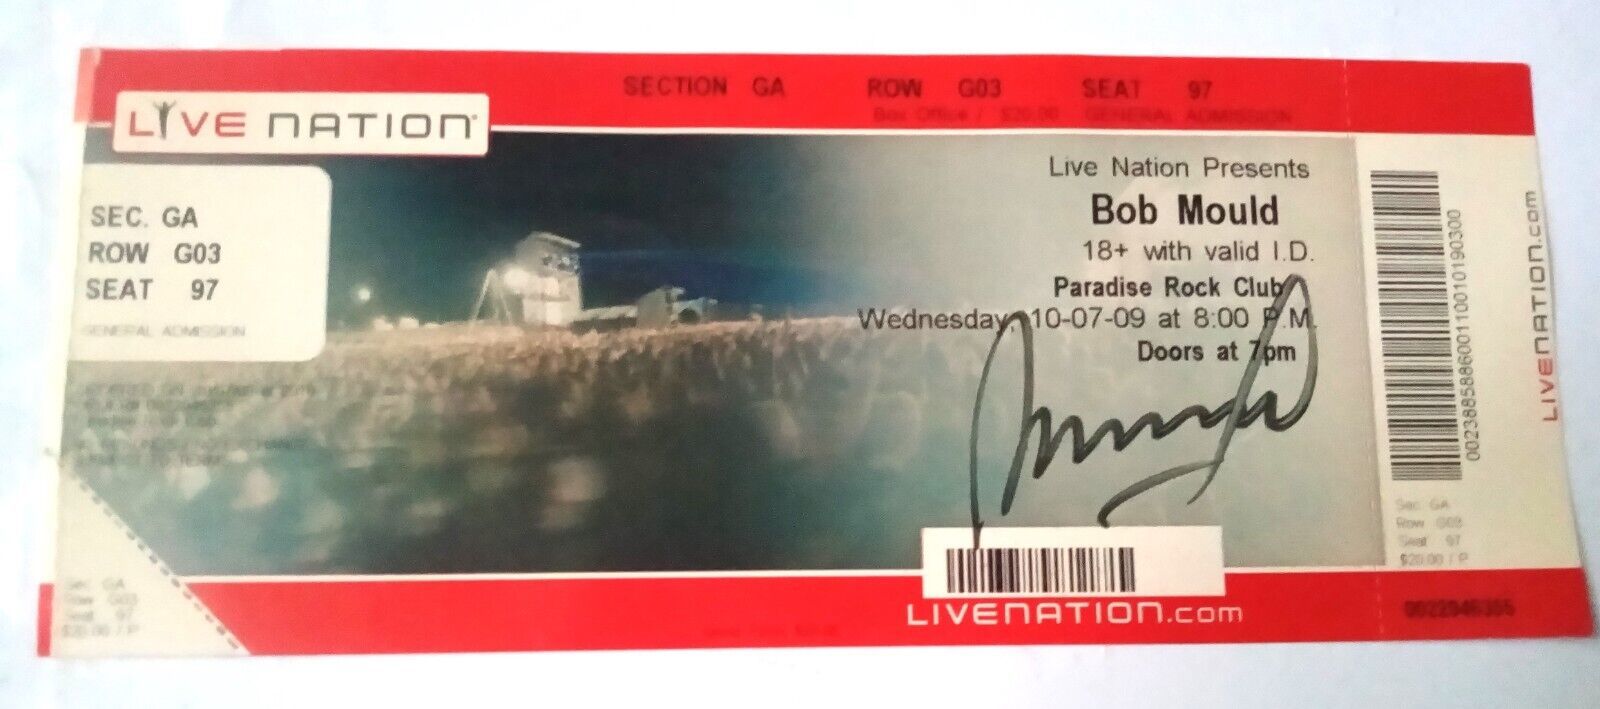 SECTION GA ROW G03 SEAT 97
Box Office / $20.00 GENERAL ADMISSION
LIVE NATION
SEC. GA
ROW G03
SEAT 97
GENERAL ADMISSION
Live Nation Presents
Bob Mould
18+ with valid I.D.
Paradise Rock Club
Wednesday, 10-07-09 at 8:00 P.M.
Doors at 7pm
Sec. GA
Row G03
Seat 97
$20.00 / P
LIVENATION.com
00238858860011001019030​0
LIVENATION.com
Sec. GA
Row G03
Seat 97
$20.00 / P